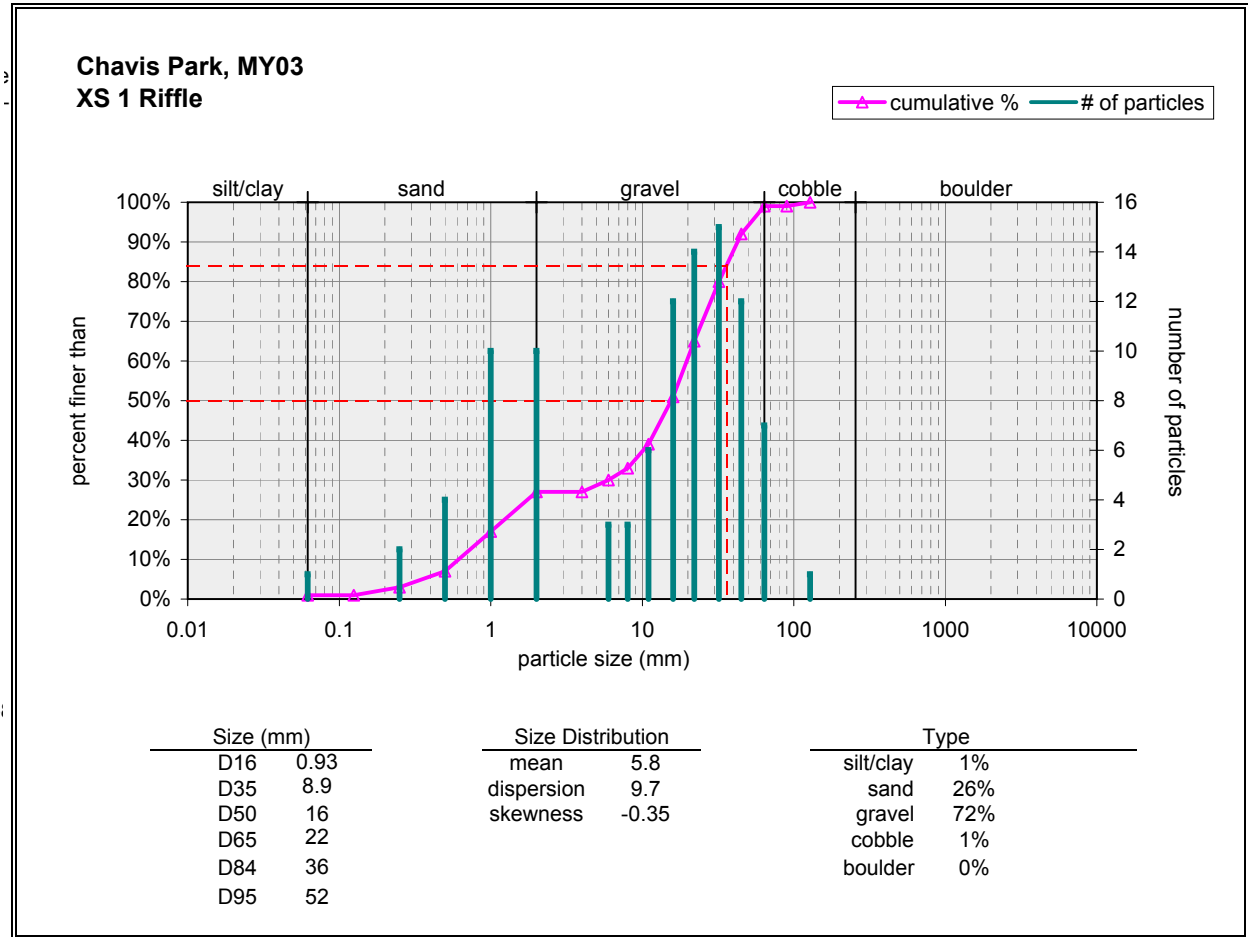 Chavis Park, MY03
XS 1 Riffle
cumulative % # of particles
silt/clay sand gravel cobble boulder
100% 16
90%
14
80%
12
70%
60%
10
50% 8
40%
6
30%
4
20%
10%
2
0% 0
percent finer than
number of particles
0.01 0.1 1 10 100 1000 10000
particle size (mm)
Size (mm)
D16 0.93
D35 8.9
D50 16
D65 22
D84 36
D95 52
Size Distribution
mean 5.8
dispersion 9.7
skewness -0.35
Type
silt/clay 1%
sand 26%
gravel 72%
cobble 1%
boulder 0%